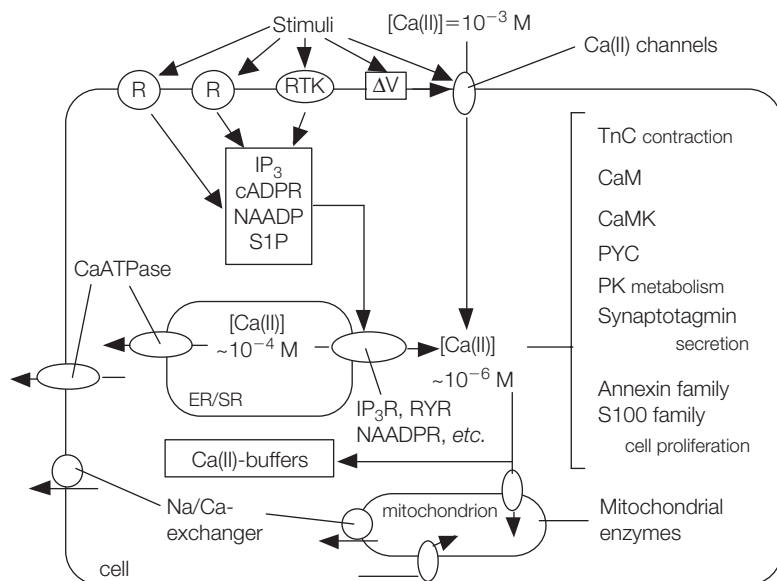 Stimuli
[Ca(II)]=10⁻³ M
Ca(II) channels
R
R
RTK
ΔV
TnC contraction
CaM
CaMK
PYC
PK metabolism
Synaptotagmin
secretion
Annexin family
S100 family
cell proliferation
IP₃
cADPR
NAADP
S1P
CaATPase
[Ca(II)]
~10⁻⁴ M
ER/SR
[Ca(II)]
~10⁻⁶ M
IP₃R, RYR
NAADPR, etc.
Ca(II)-buffers
Na/Ca-
exchanger
mitochondrion
Mitochondrial
enzymes
cell